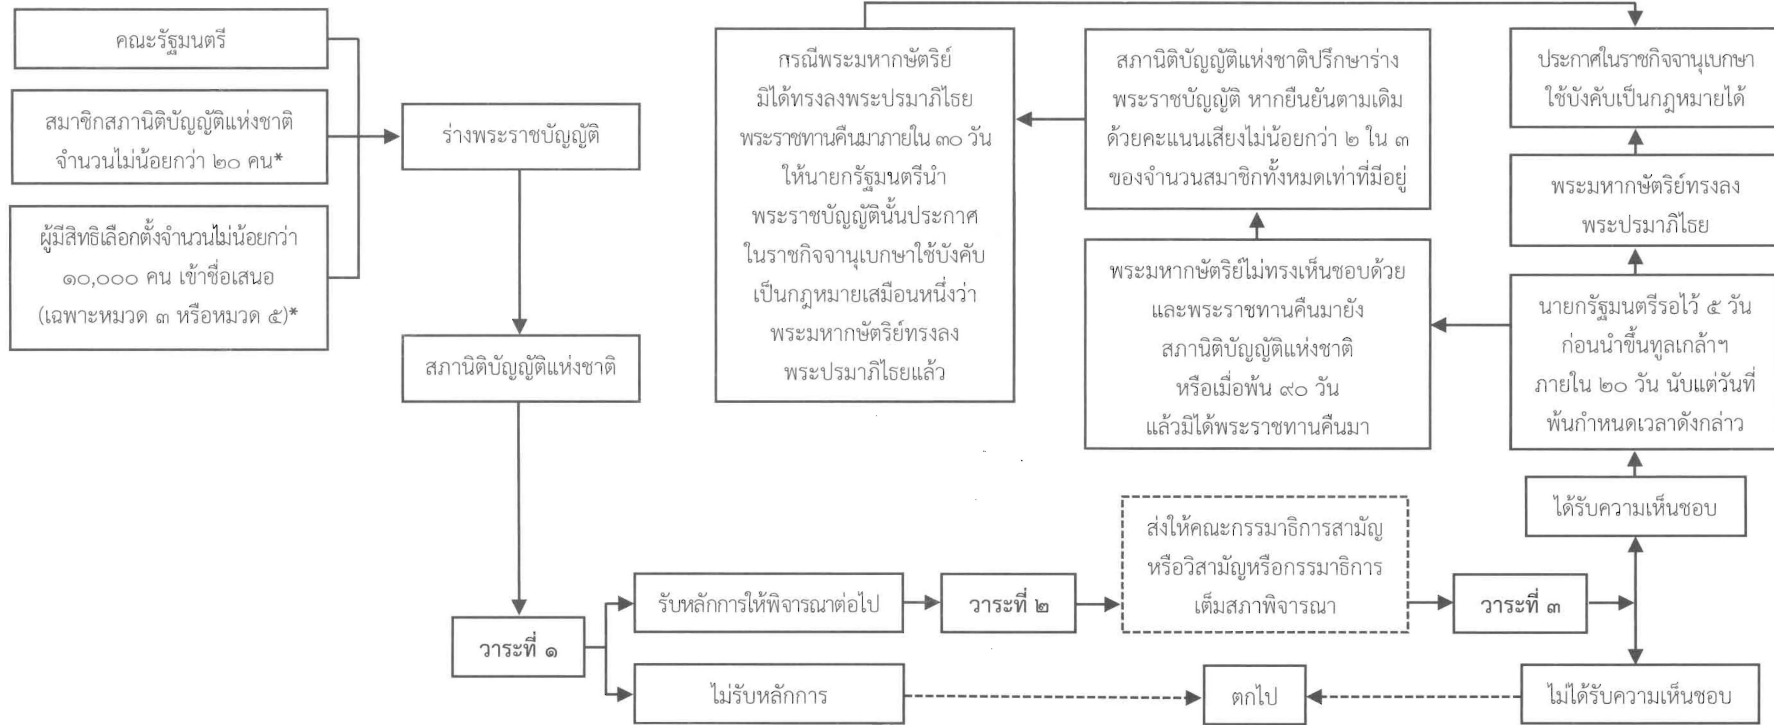 คณะรัฐมนตรี
สมาชิกสภานิติบัญญัติแห่งชาติ
จำนวนไม่น้อยกว่า ๒๐ คน*
ผู้มีสิทธิเลือกตั้งจำนวนไม่น้อยกว่า
๑๐,๐๐๐ คน เข้าชื่อเสนอ
(เฉพาะหมวด ๓ หรือหมวด ๕)*
ร่างพระราชบัญญัติ
สภานิติบัญญัติแห่งชาติ
วาระที่ ๑
รับหลักการให้พิจารณาต่อไป
ไม่รับหลักการ
วาระที่ ๒
ส่งให้คณะกรรมาธิการสามัญ
หรือวิสามัญหรือกรรมาธิการ
เต็มสภาพิจารณา
วาระที่ ๓
ตกไป
ไม่ได้รับความเห็นชอบ
ได้รับความเห็นชอบ
นายกรัฐมนตรีรอไว้ ๕ วัน
ก่อนนำขึ้นทูลเกล้าฯ
ภายใน ๒๐ วัน นับแต่วันที่
พ้นกำหนดเวลาดังกล่าว
พระมหากษัตริย์ทรงลง
พระปรมาภิไธย
ประกาศในราชกิจจานุเบกษา
ใช้บังคับเป็นกฎหมายได้
พระมหากษัตริย์ไม่ทรงเห็นชอบด้วย
และพระราชทานคืนมายัง
สภานิติบัญญัติแห่งชาติ
หรือเมื่อพ้น ๙๐ วัน
แล้วมิได้พระราชทานคืนมา
สภานิติบัญญัติแห่งชาติปรึกษาร่าง
พระราชบัญญัติ หากยืนยันตามเดิม
ด้วยคะแนนเสียงไม่น้อยกว่า ๒ ใน ๓
ของจำนวนสมาชิกทั้งหมดเท่าที่มีอยู่
กรณีพระมหากษัตริย์
มิได้ทรงลงพระปรมาภิไธย
พระราชทานคืนมาภายใน ๓๐ วัน
ให้นายกรัฐมนตรีนำ
พระราชบัญญัตินั้นประกาศ
ในราชกิจจานุเบกษาใช้บังคับ
เป็นกฎหมายเสมือนหนึ่งว่า
พระมหากษัตริย์ทรงลง
พระปรมาภิไธยแล้ว